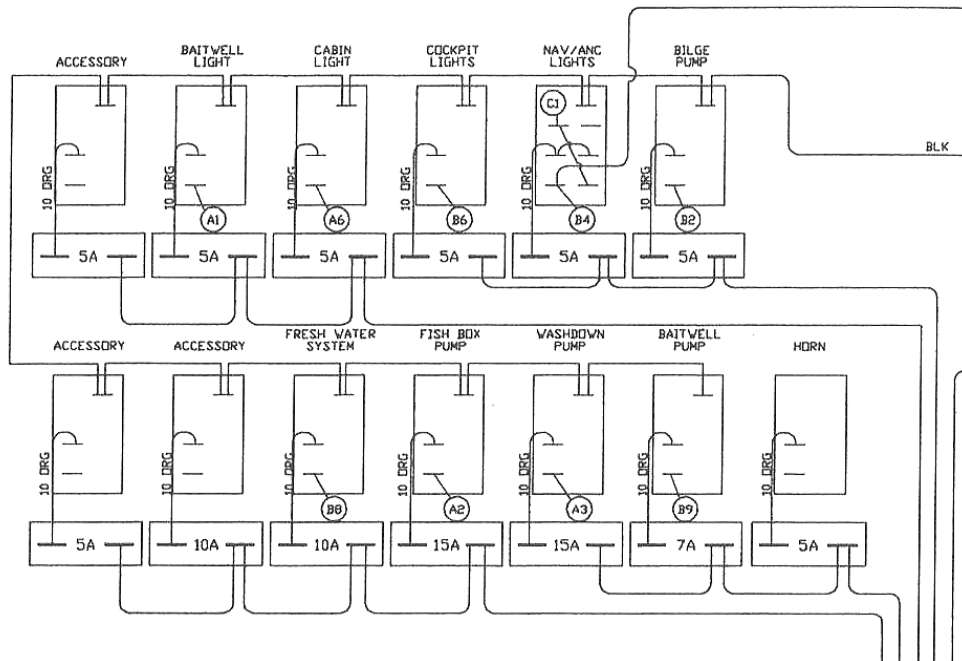 BAITWELL CABIN COCKPIT NAV/ANC BILGE
ACCESSORY LIGHT LIGHT LIGHTS LIGHTS PUMP
C1
BLK
10 ORG 10 ORG 10 ORG 10 ORG 10 ORG 10 ORG
A1 A6 B6 B4 B2
5A 5A 5A 5A 5A 5A
FRESH WATER FISH BOX WASHDOWN BAITWELL
ACCESSORY ACCESSORY SYSTEM PUMP PUMP PUMP HORN
10 ORG 10 ORG 10 ORG 10 ORG 10 ORG 10 ORG 10 ORG
B8 A2 A3 B9
5A 10A 10A 15A 15A 7A 5A